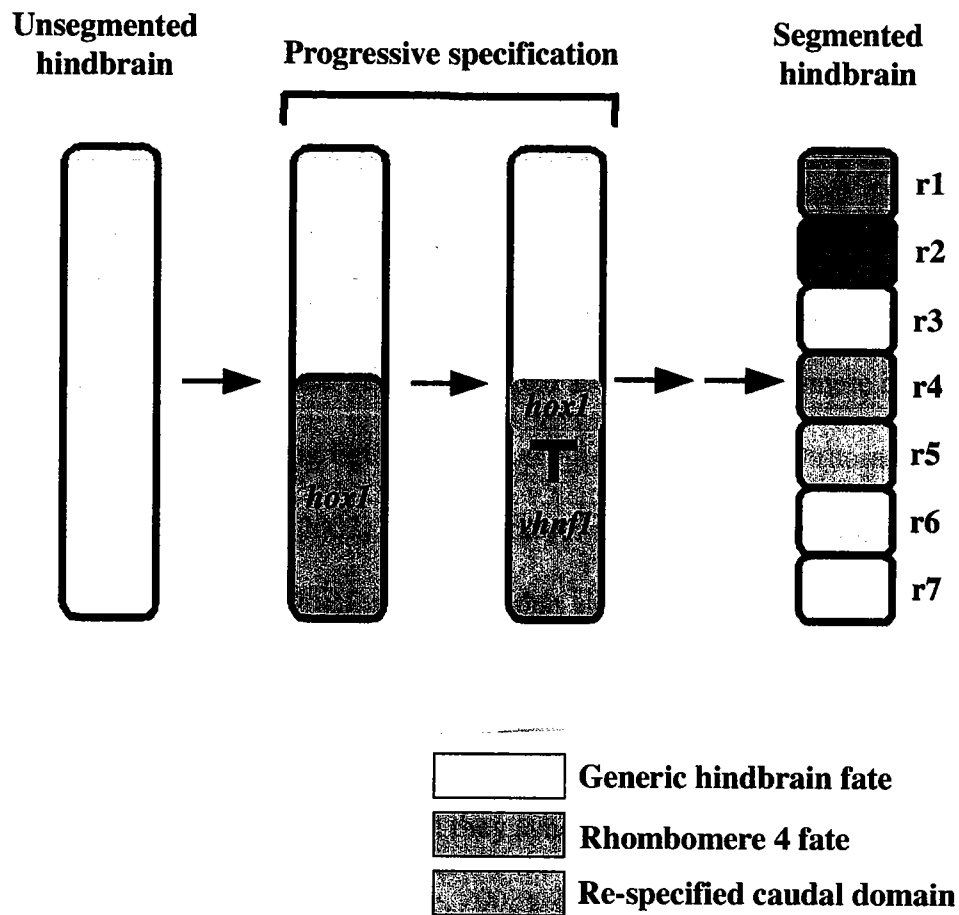 Unsegmented
hindbrain
Progressive specification
Segmented
hindbrain
hox1
hox1
vhnf1
r1
r2
r3
r4
r5
r6
r7
Generic hindbrain fate
Rhombomere 4 fate
Re-specified caudal domain